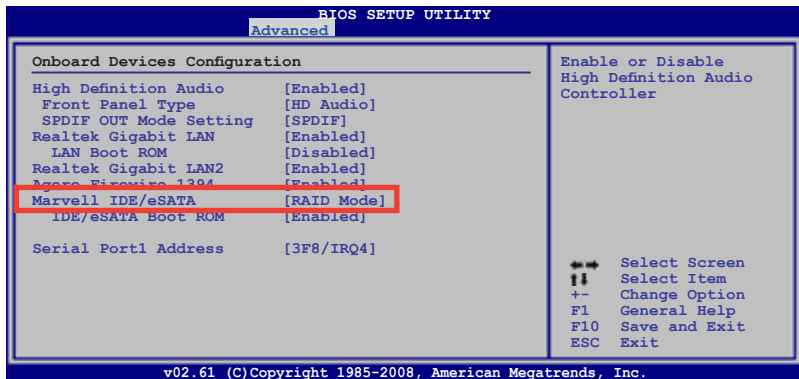 BIOS SETUP UTILITY
Advanced
Onboard Devices Configuration
High Definition Audio [Enabled]
Front Panel Type [HD Audio]
SPDIF OUT Mode Setting [SPDIF]
Realtek Gigabit LAN [Enabled]
LAN Boot ROM [Disabled]
Realtek Gigabit LAN2 [Enabled]
Agere Firewire 1394 [Enabled]
Marvell IDE/eSATA [RAID Mode]
IDE/eSATA Boot ROM [Enabled]
Serial Port1 Address [3F8/IRQ4]
Enable or Disable
High Definition Audio
Controller
Select Screen
Select Item
+- Change Option
F1 General Help
F10 Save and Exit
ESC Exit
v02.61 (C)Copyright 1985-2008, American Megatrends, Inc.